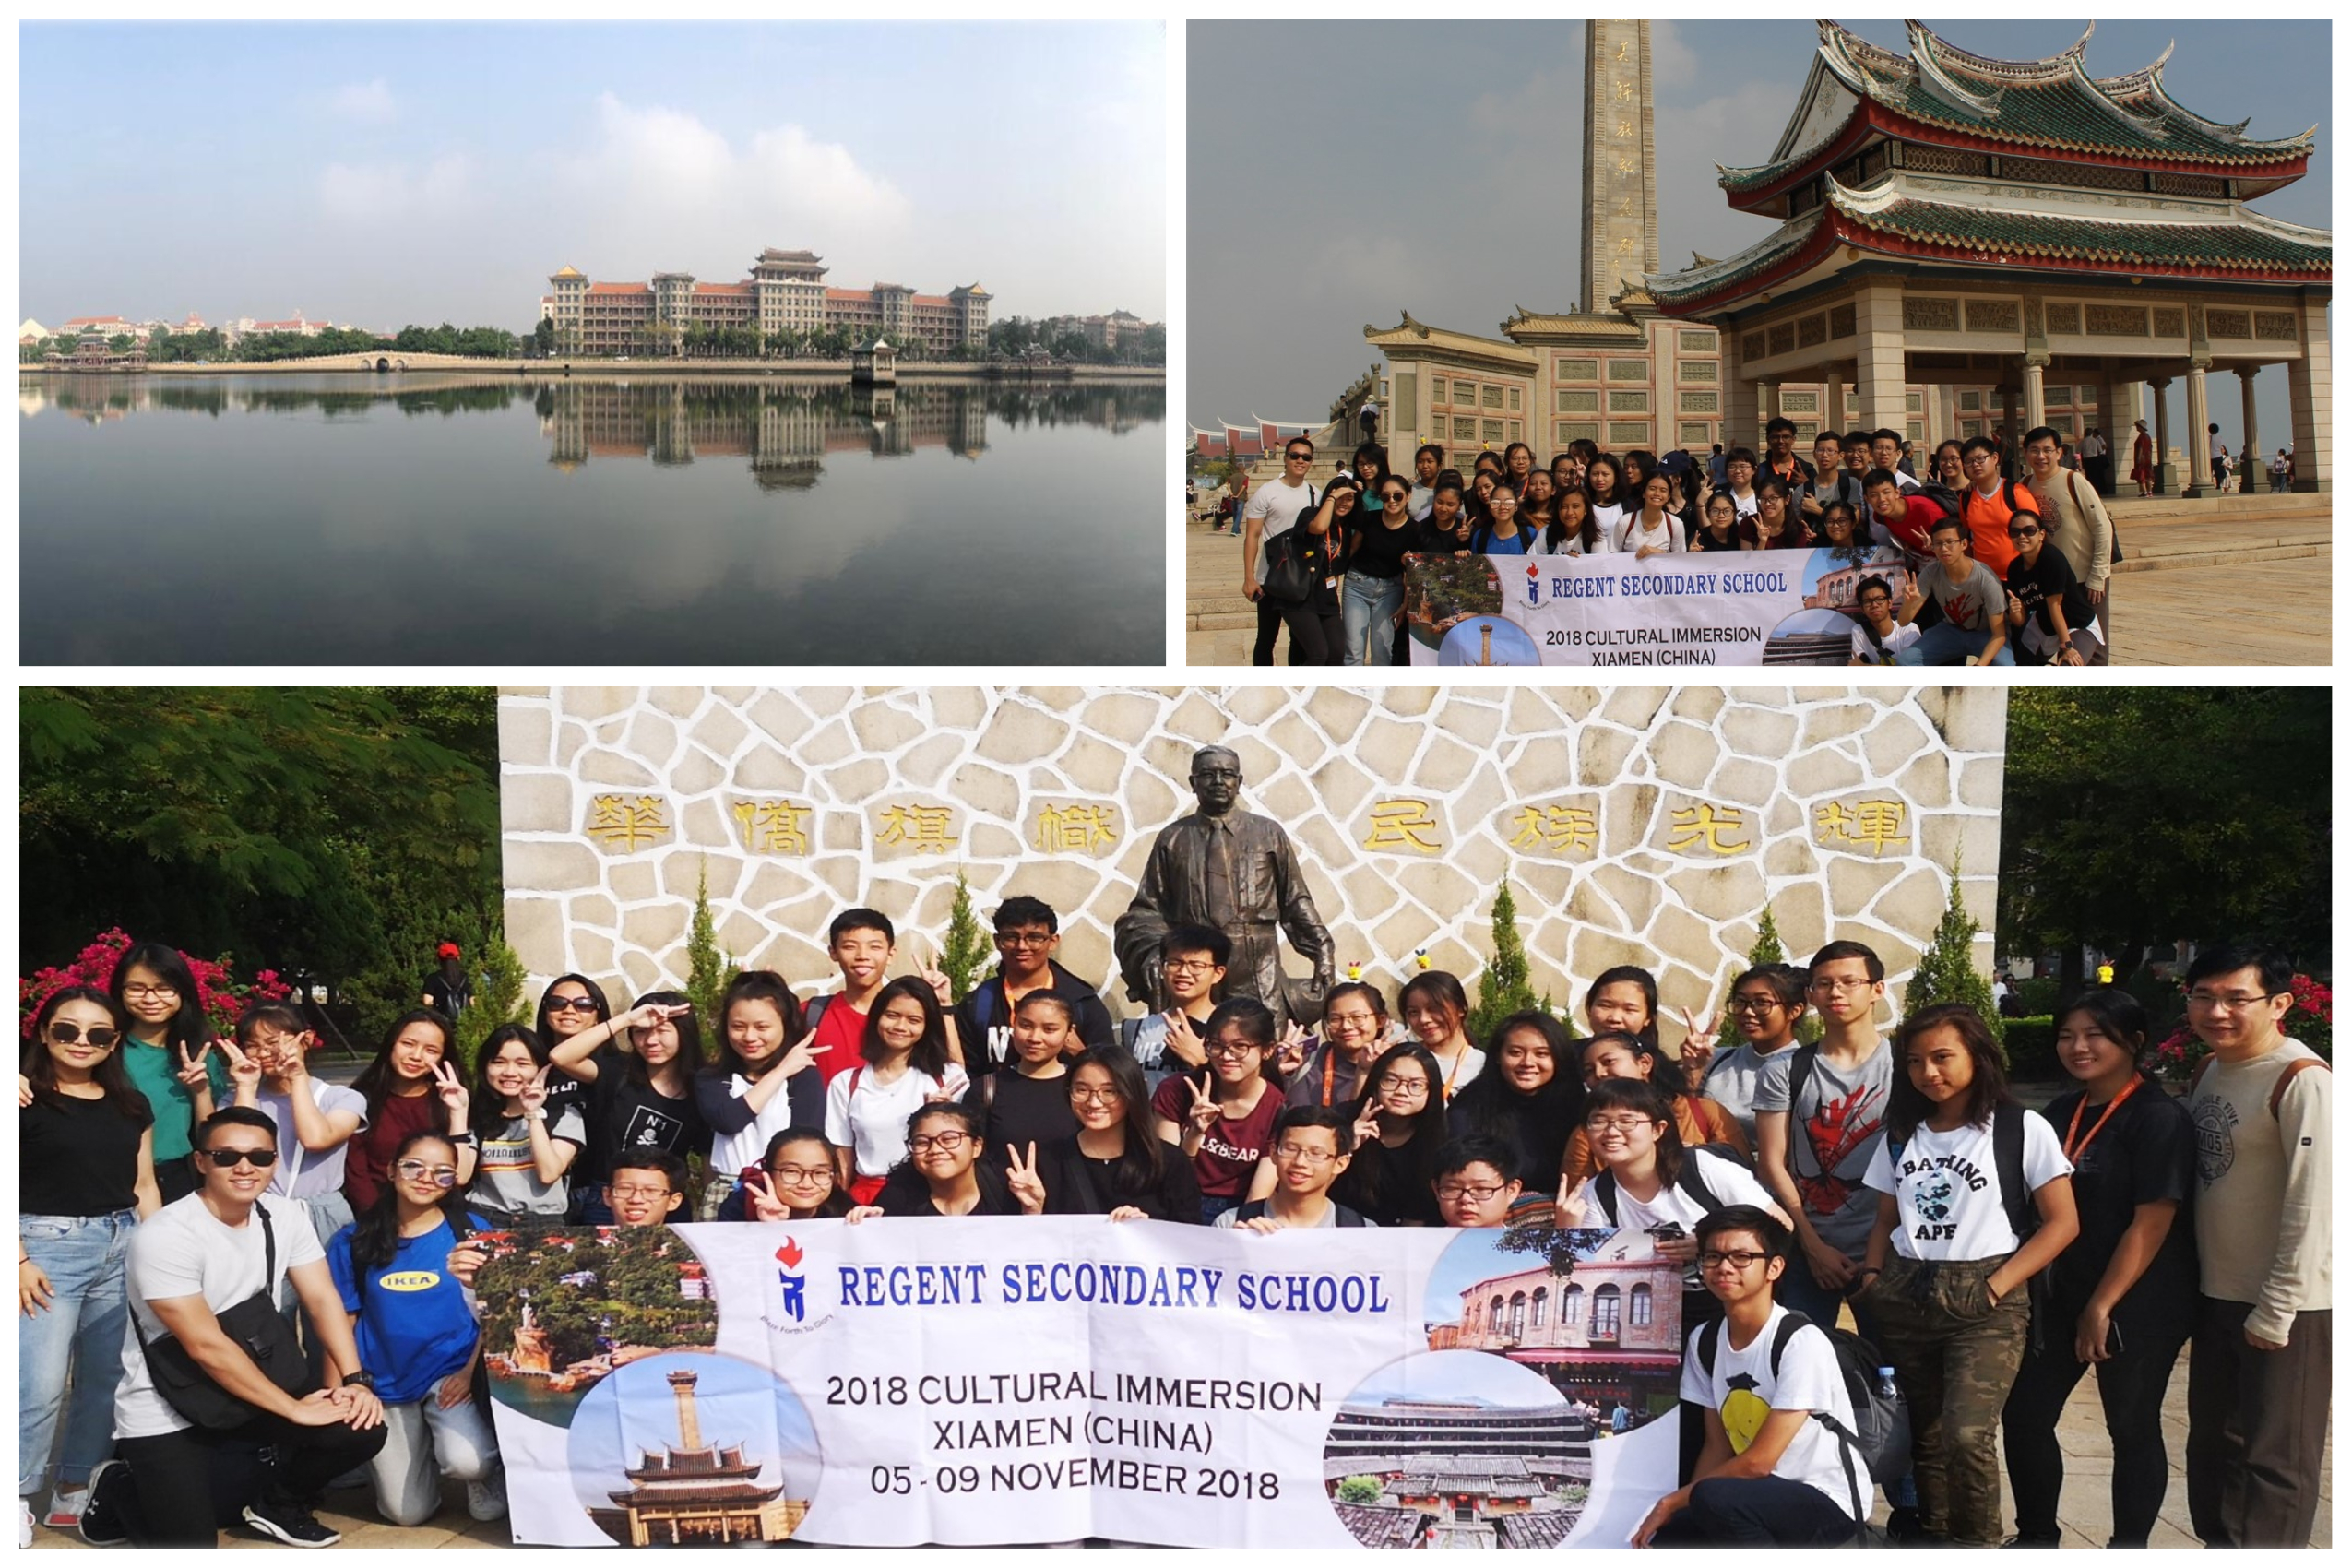 REGENT SECONDARY SCHOOL
2018 CULTURAL IMMERSION
XIAMEN (CHINA)
華僑旗幟 民族光輝
IKEA
BATHING
APE
REGENT SECONDARY SCHOOL
2018 CULTURAL IMMERSION
XIAMEN (CHINA)
05 - 09 NOVEMBER 2018